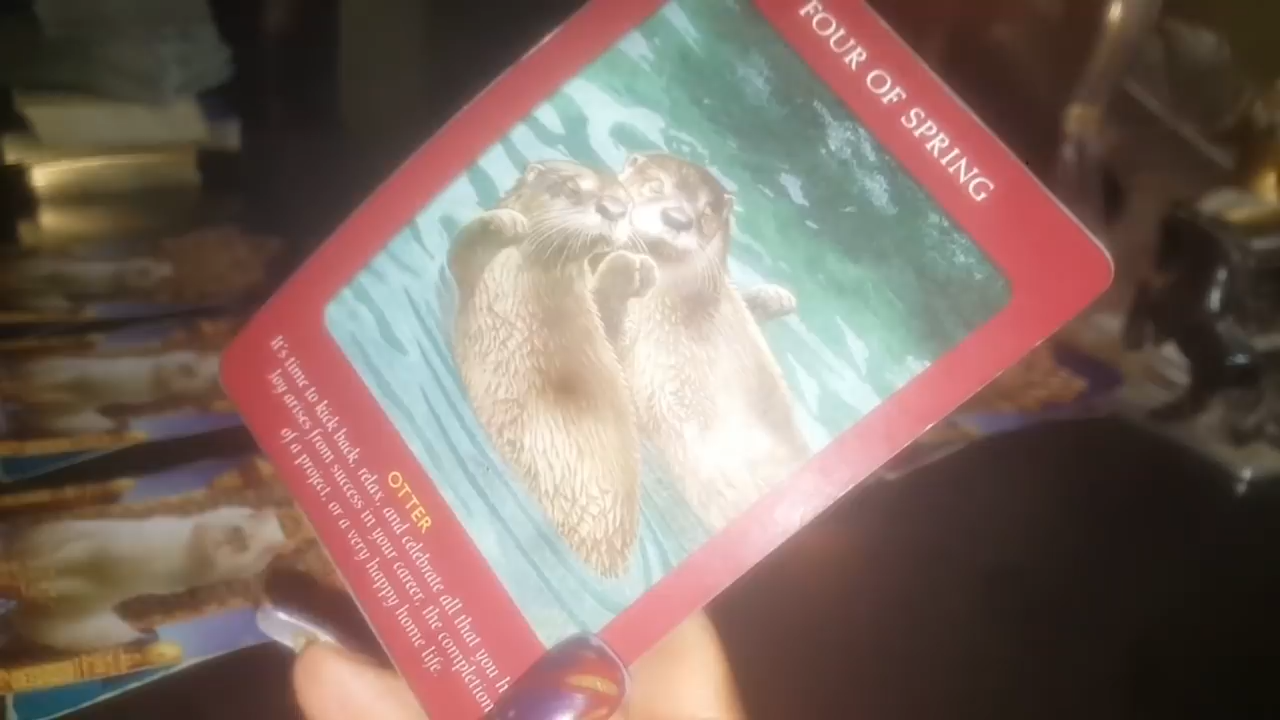 FOUR OF SPRING
OTTER
It's time to kick back, relax, and celebrate all that you
Joy arises from success in your career, the completion
of a project, or a very happy home life.